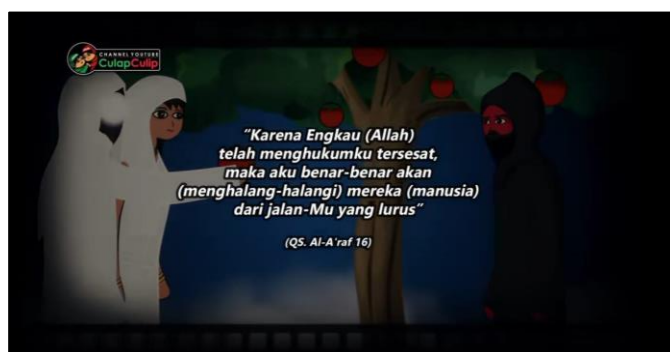 CHANNEL YOUTUBE
CulapCulip
"Karena Engkau (Allah)
telah menghukumku tersesat,
maka aku benar-benar akan
(menghalang-halangi) mereka (manusia)
dari jalan-Mu yang lurus"
(QS. Al-A'raf 16)